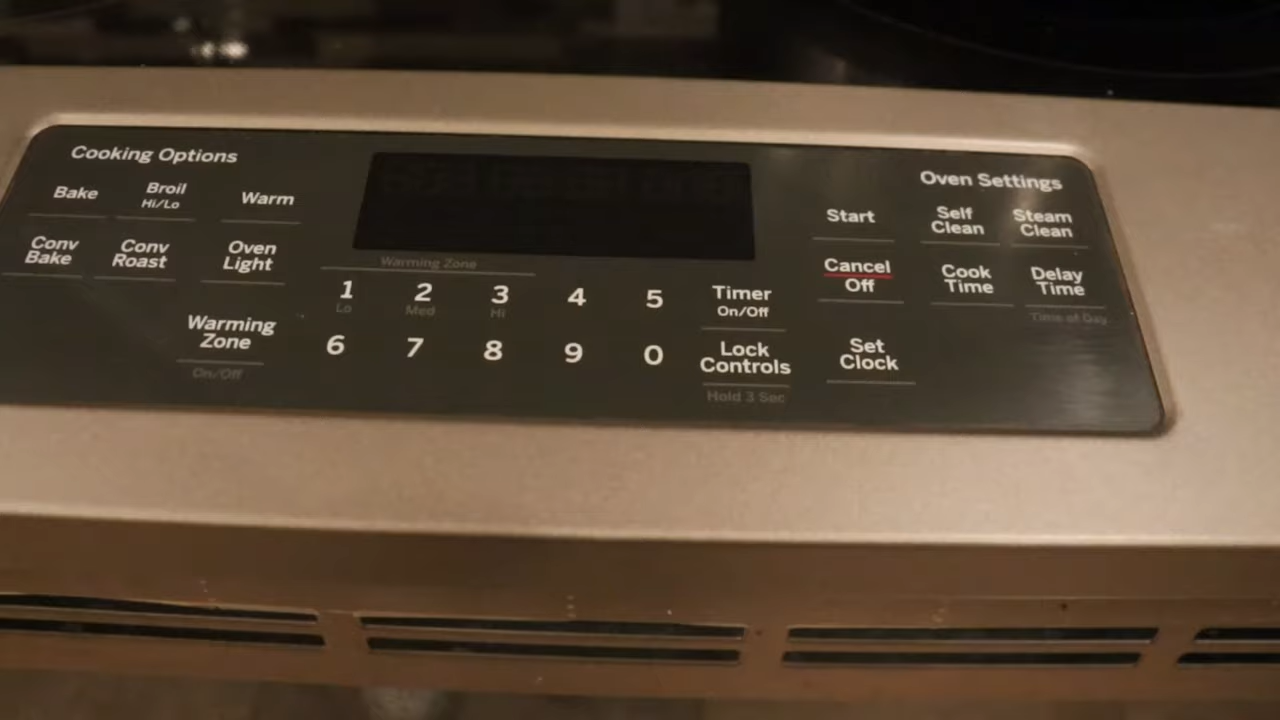 Cooking Options
Bake
Broil
Hi/Lo
Warm
Conv
Bake
Conv
Roast
Oven
Light
Warming
Zone
On/Off
Warming Zone
1
Lo
2
Med
3
Hi
4
5
6
7
8
9
0
Timer
On/Off
Lock
Controls
Hold 3 Sec
Start
Cancel
Off
Set
Clock
Oven Settings
Self
Clean
Steam
Clean
Cook
Time
Delay
Time
Time of Day